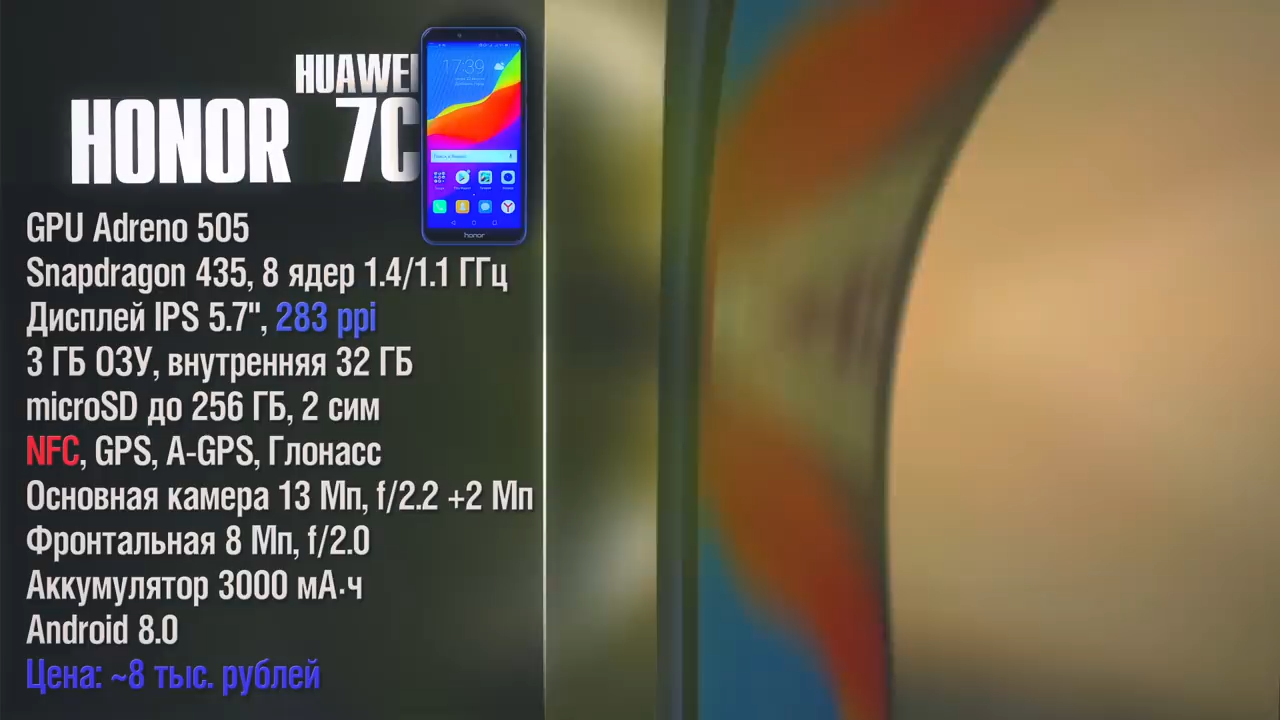 HUAWEI
HONOR 7C
17:39
GPU Adreno 505
Snapdragon 435, 8 ядер 1.4/1.1 ГГц
Дисплей IPS 5.7", 283 ppi
3 ГБ ОЗУ, внутренняя 32 ГБ
microSD до 256 ГБ, 2 сим
NFC, GPS, A-GPS, Глонасс
Основная камера 13 Мп, f/2.2 +2 Мп
Фронтальная 8 Мп, f/2.0
Аккумулятор 3000 мА·ч
Android 8.0
Цена: ~8 тыс. рублей
honor